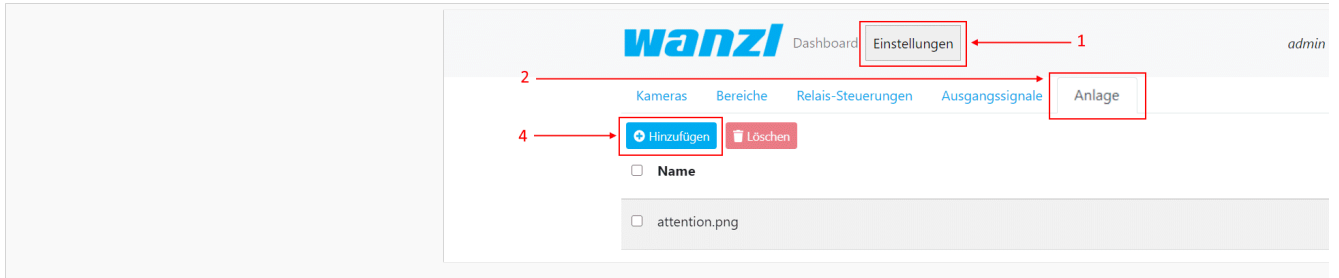 wanzl Dashboard Einstellungen 1 admin
2
Kameras Bereiche Relais-Steuerungen Ausgangssignale Anlage
4 Hinzufügen Löschen
Name
attention.png